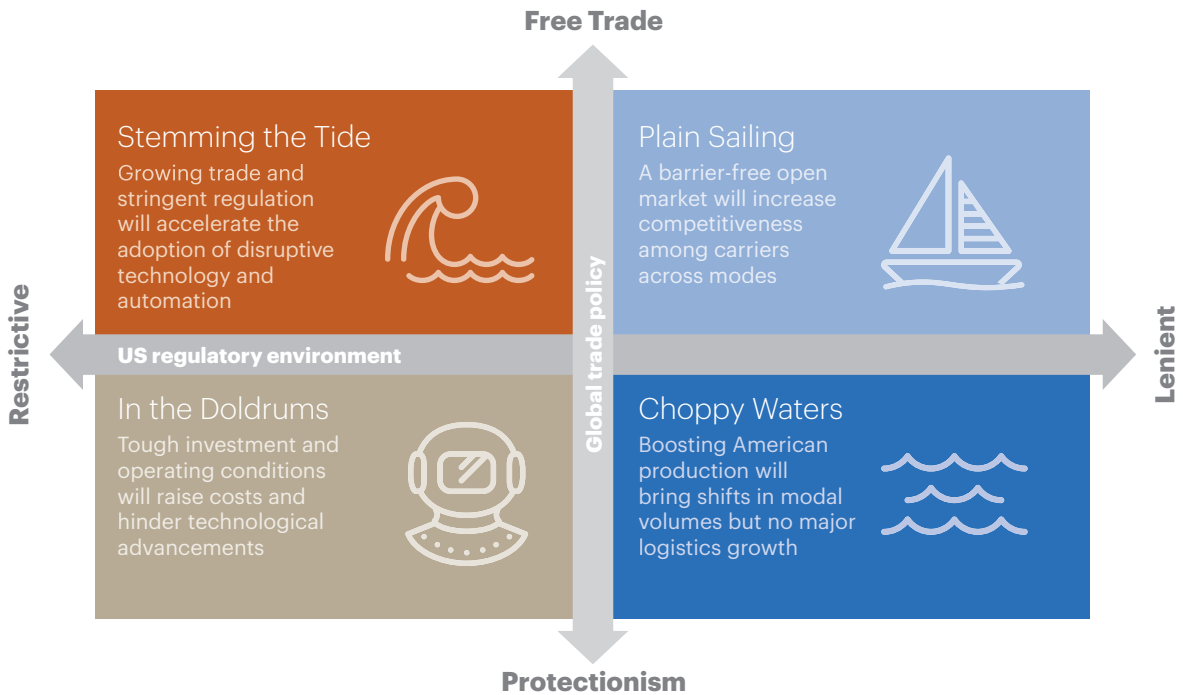 Free Trade
Stemming the Tide
Growing trade and
stringent regulation
will accelerate the
adoption of disruptive
technology and
automation
Plain Sailing
A barrier-free open
market will increase
competitiveness
among carriers
across modes
Restrictive
US regulatory environment
Global trade policy
Lenient
In the Doldrums
Tough investment and
operating conditions
will raise costs and
hinder technological
advancements
Choppy Waters
Boosting American
production will
bring shifts in modal
volumes but no major
logistics growth
Protectionism